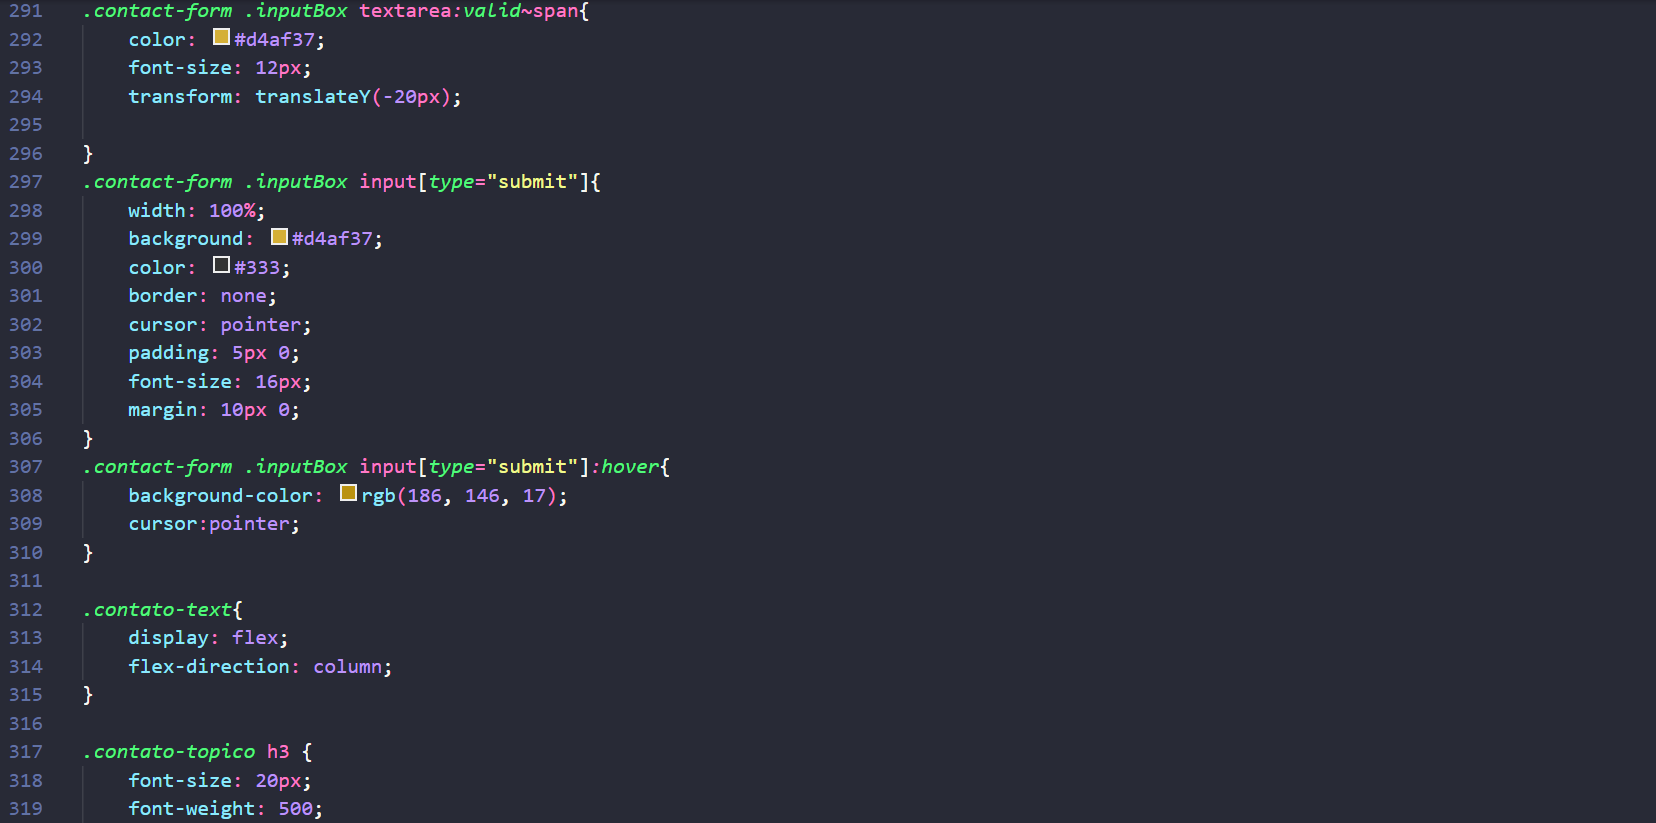 291 .contact-form .inputBox textarea:valid~span{
292 color: #d4af37;
293 font-size: 12px;
294 transform: translateY(-20px);
295
296 }
297 .contact-form .inputBox input[type="submit"]{
298 width: 100%;
299 background: #d4af37;
300 color: #333;
301 border: none;
302 cursor: pointer;
303 padding: 5px 0;
304 font-size: 16px;
305 margin: 10px 0;
306 }
307 .contact-form .inputBox input[type="submit"]:hover{
308 background-color: rgb(186, 146, 17);
309 cursor:pointer;
310 }
311
312 .contato-text{
313 display: flex;
314 flex-direction: column;
315 }
316
317 .contato-topico h3 {
318 font-size: 20px;
319 font-weight: 500;